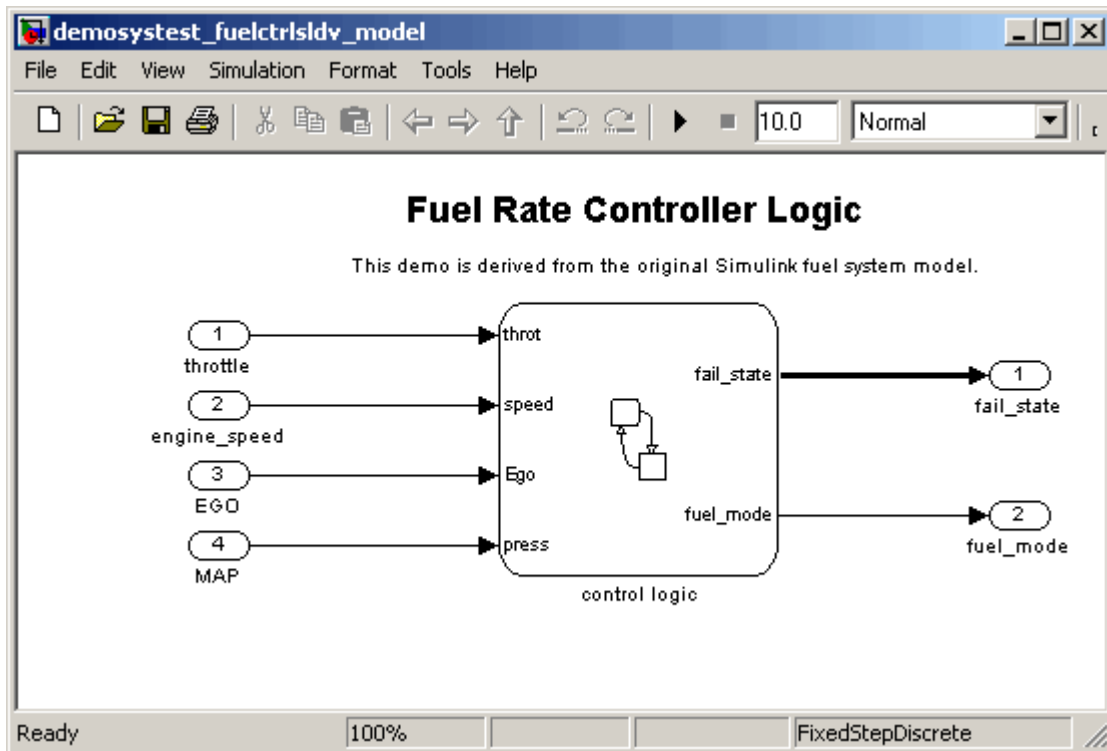 demosystest_fuelctrlsldv_model
File Edit View Simulation Format Tools Help
10.0 Normal
Fuel Rate Controller Logic
This demo is derived from the original Simulink fuel system model.
1
throttle
throt
fail_state
1
fail_state
2
engine_speed
speed
3
EGO
Ego
fuel_mode
2
fuel_mode
4
MAP
press
control logic
Ready 100% FixedStepDiscrete